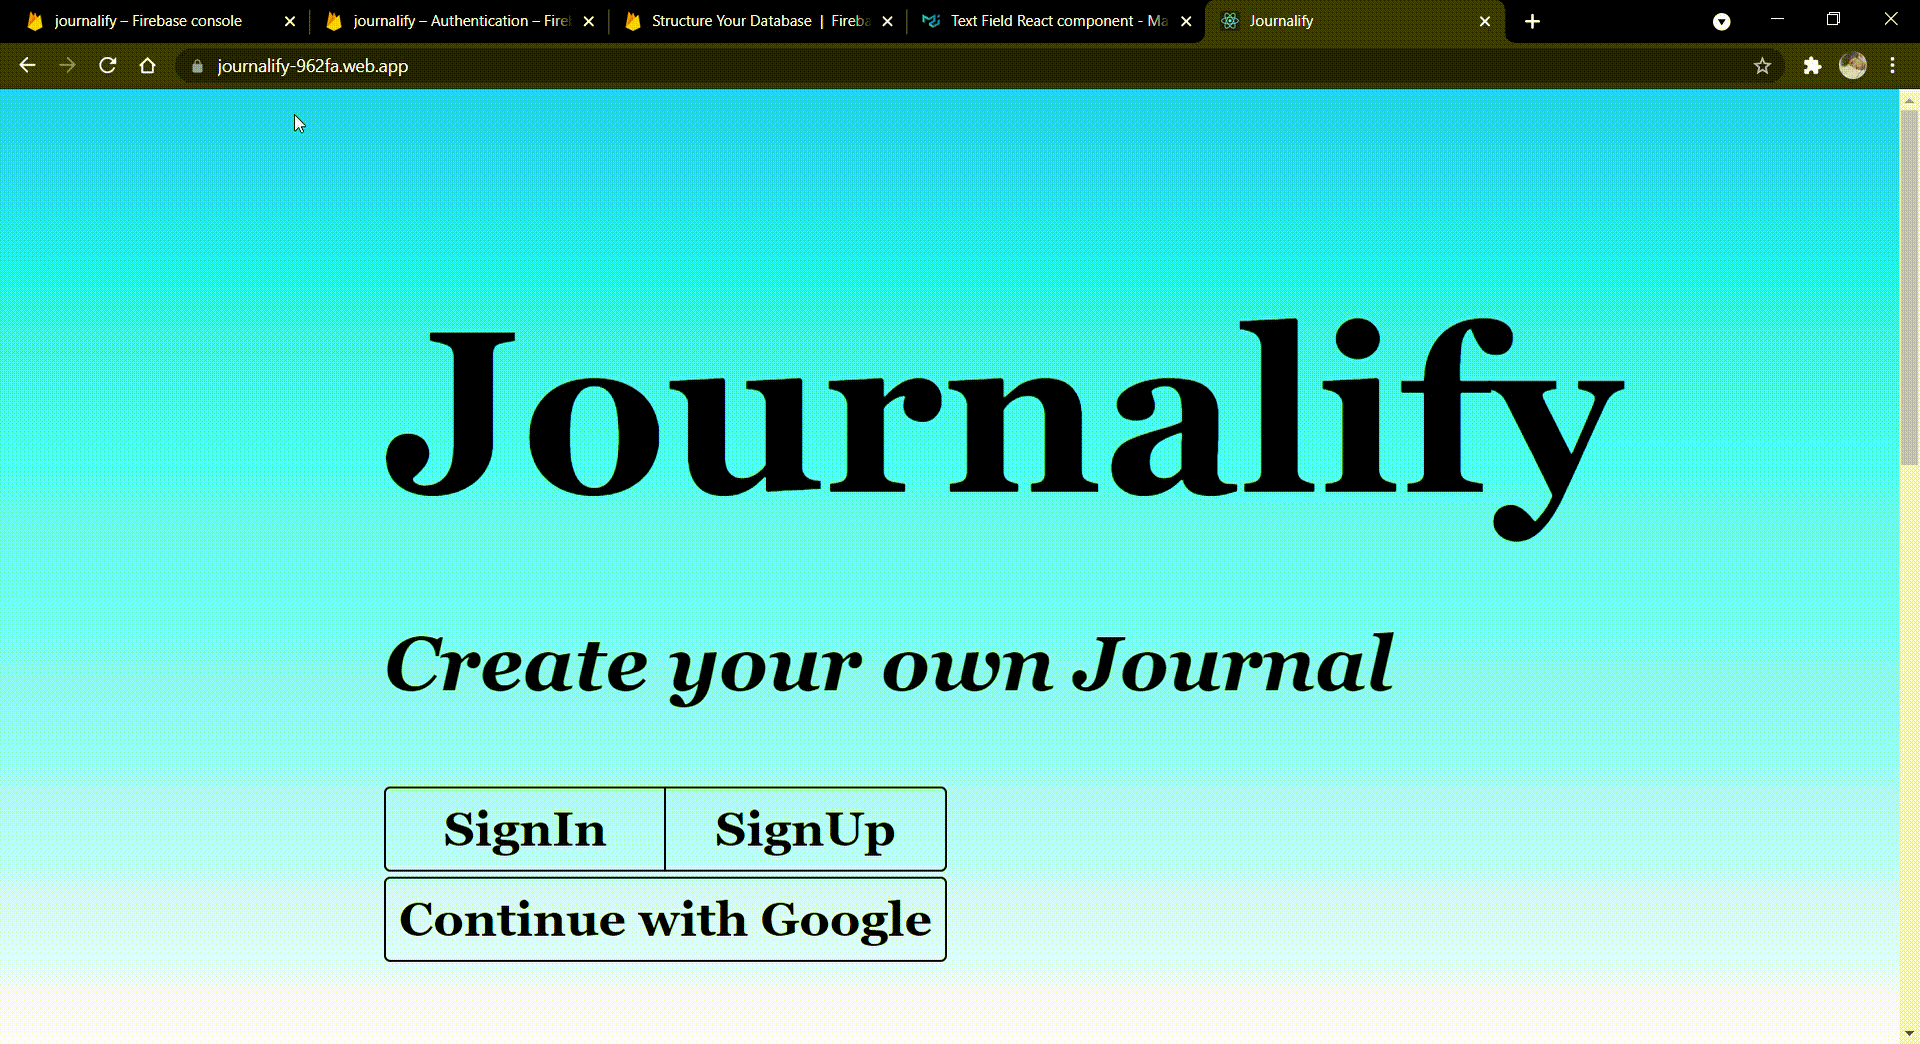 journalify – Firebase console
journalify – Authentication – Fire
Structure Your Database | Fireba
Text Field React component - Ma
Journalify
journalify-962fa.web.app
Journalify
Create your own Journal
SignIn
SignUp
Continue with Google